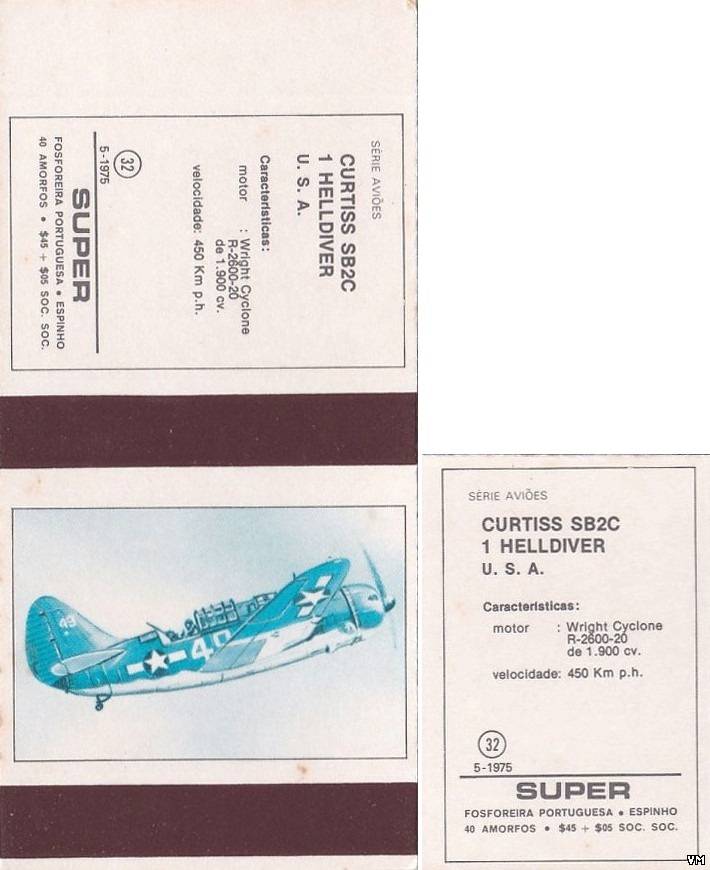 SÉRIE AVIÕES
CURTISS SB2C
1 HELLDIVER
U. S. A.
Características:
motor : Wright Cyclone
R-2600-20
de 1.900 cv.
velocidade: 450 Km p.h.
32
5-1975
SUPER
FOSFOREIRA PORTUGUESA • ESPINHO
40 AMORFOS • $45 + $05 SOC. SOC.
49
49
SÉRIE AVIÕES
CURTISS SB2C
1 HELLDIVER
U. S. A.
Características:
motor : Wright Cyclone
R-2600-20
de 1.900 cv.
velocidade: 450 Km p.h.
32
5-1975
SUPER
FOSFOREIRA PORTUGUESA • ESPINHO
40 AMORFOS • $45 + $05 SOC. SOC.
VM